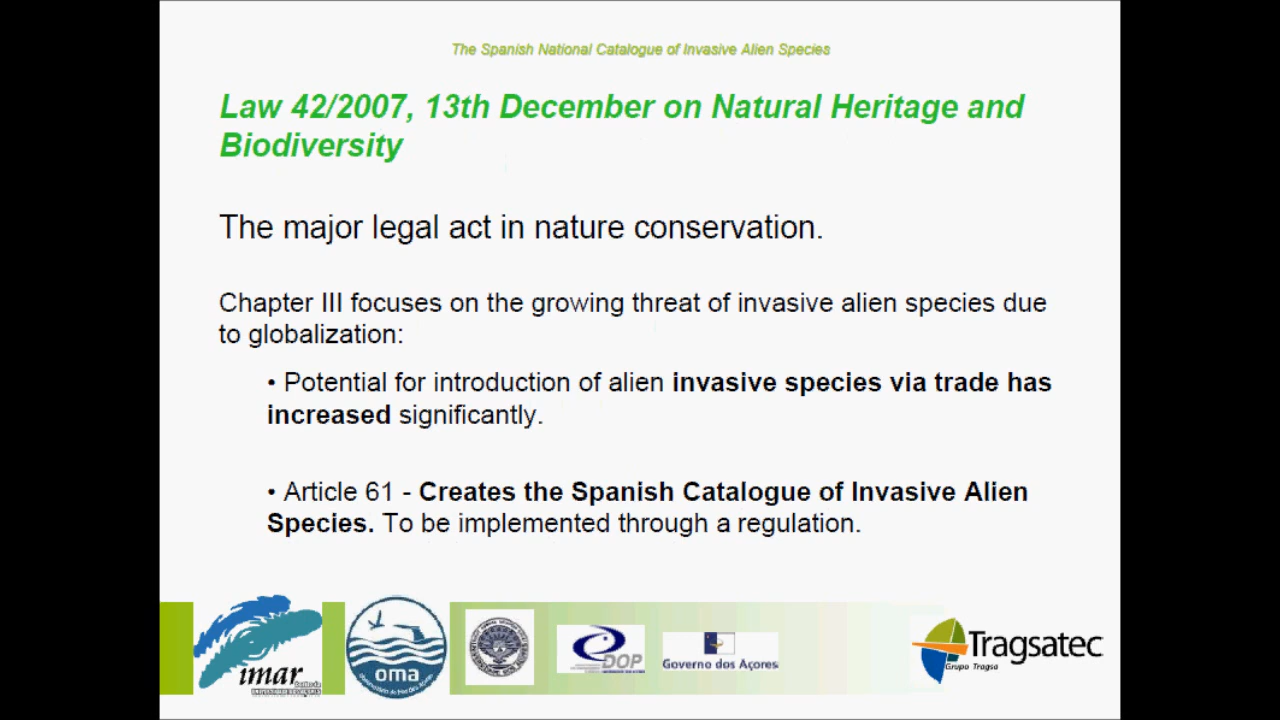 The Spanish National Catalogue of Invasive Alien Species
Law 42/2007, 13th December on Natural Heritage and
Biodiversity
The major legal act in nature conservation.
Chapter III focuses on the growing threat of invasive alien species due
to globalization:
• Potential for introduction of alien invasive species via trade has
increased significantly.
• Article 61 - Creates the Spanish Catalogue of Invasive Alien
Species. To be implemented through a regulation.
imar
oma
DOP
Governo dos Açores
Tragsatec
Grupo Tragsa